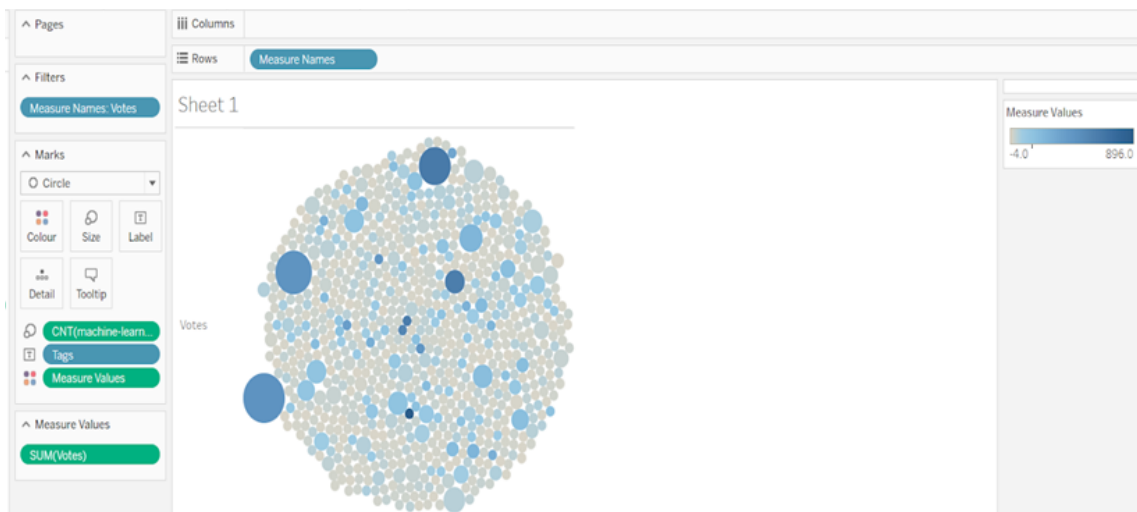 Pages
Columns
Rows
Measure Names
Filters
Measure Names: Votes
Sheet 1
Marks
Circle
Colour
Size
Label
Detail
Tooltip
CNT(machine-learn...
Tags
Measure Values
Measure Values
SUM(Votes)
Votes
Measure Values
-4.0 896.0